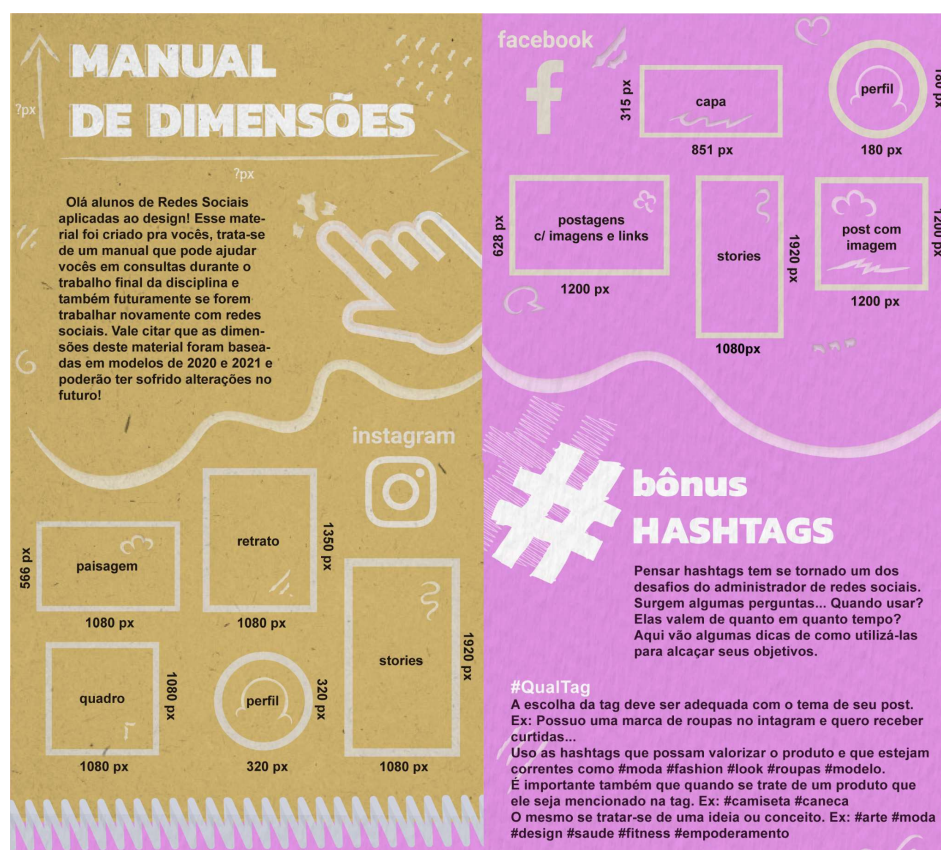 MANUAL
DE DIMENSÕES
?px
?px
Olá alunos de Redes Sociais
aplicadas ao design! Esse mate-
rial foi criado pra vocês, trata-se
de um manual que pode ajudar
vocês em consultas durante o
trabalho final da disciplina e
também futuramente se forem
trabalhar novamente com redes
sociais. Vale citar que as dimen-
sões deste material foram basea-
das em modelos de 2020 e 2021 e
poderão ter sofrido alterações no
futuro!
instagram
paisagem
566 px
1080 px
retrato
1350 px
1080 px
stories
1920 px
1080 px
quadro
1080 px
1080 px
perfil
320 px
320 px
facebook
capa
315 px
851 px
perfil
180 px
180 px
postagens
c/ imagens e links
628 px
1200 px
stories
1920 px
1080px
post com
imagem
1200 px
1200 px
#
bônus
HASHTAGS
Pensar hashtags tem se tornado um dos
desafios do administrador de redes sociais.
Surgem algumas perguntas... Quando usar?
Elas valem de quanto em quanto tempo?
Aqui vão algumas dicas de como utilizá-las
para alcaçar seus objetivos.
#QualTag
A escolha da tag deve ser adequada com o tema de seu post.
Ex: Possuo uma marca de roupas no intagram e quero receber
curtidas...
Uso as hashtags que possam valorizar o produto e que estejam
correntes como #moda #fashion #look #roupas #modelo.
É importante também que quando se trate de um produto que
ele seja mencionado na tag. Ex: #camiseta #caneca
O mesmo se tratar-se de uma ideia ou conceito. Ex: #arte #moda
#design #saude #fitness #empoderamento